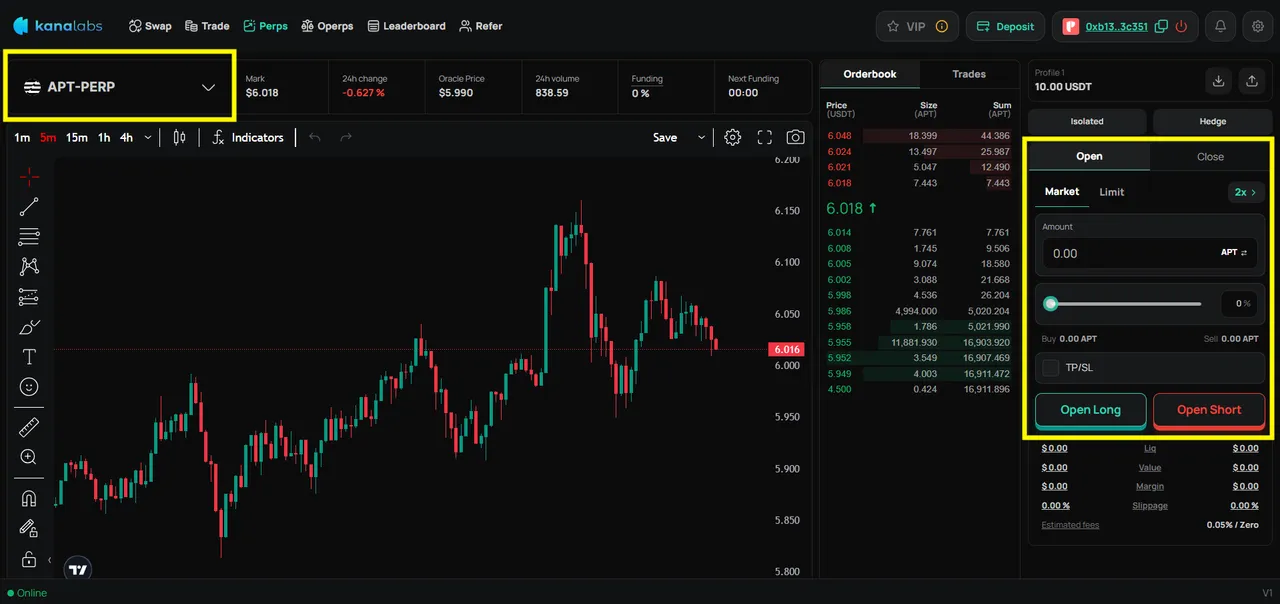 kanalabs Swap Trade Perps Operps Leaderboard Refer VIP Deposit 0xb13..3c351
APT-PERP
Mark
$6.018
24h change
-0.627 %
Oracle Price
$5.990
24h volume
838.59
Funding
0 %
Next Funding
00:00
1m 5m 15m 1h 4h Indicators Save
6.200
6.150
6.100
6.050
6.016
6.000
5.950
5.900
5.850
5.800
Orderbook Trades
Price Size Sum
(USDT) (APT) (APT)
6.048 18.399 44.386
6.024 13.497 25.987
6.021 5.047 12.490
6.018 7.443 7.443
6.018 ↑
6.014 7.761 7.761
6.008 1.745 9.506
6.005 9.074 18.580
6.002 3.088 21.668
5.998 4.536 26.204
5.986 4,994.000 5,020.204
5.958 1.786 5,021.990
5.955 11,881.930 16,903.920
5.952 3.549 16,907.469
5.949 4.003 16,911.472
4.500 0.424 16,911.896
Profile 1
10.00 USDT
Isolated Hedge
Open Close
Market Limit 2x >
Amount
0.00 APT
0 %
Buy 0.00 APT Sell 0.00 APT
TP/SL
Open Long Open Short
$0.00 Liq $0.00
$0.00 Value $0.00
$0.00 Margin $0.00
0.00 % Slippage 0.00 %
Estimated fees 0.05% / Zero
Online V1